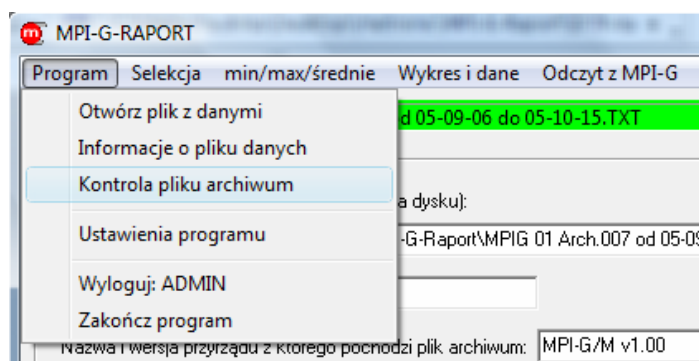 MPI-G-RAPORT
Program Selekcja min/max/średnie Wykres i dane Odczyt z MPI-G
Otwórz plik z danymi
d 05-09-06 do 05-10-15.TXT
Informacje o pliku danych
Kontrola pliku archiwum
a dysku):
Ustawienia programu
-G-Raport\MPIG 01 Arch.007 od 05-09
Wyloguj: ADMIN
Zakończ program
Nazwa i wersja przyrządu z którego pochodzi plik archiwum: MPI-G/M v1.00